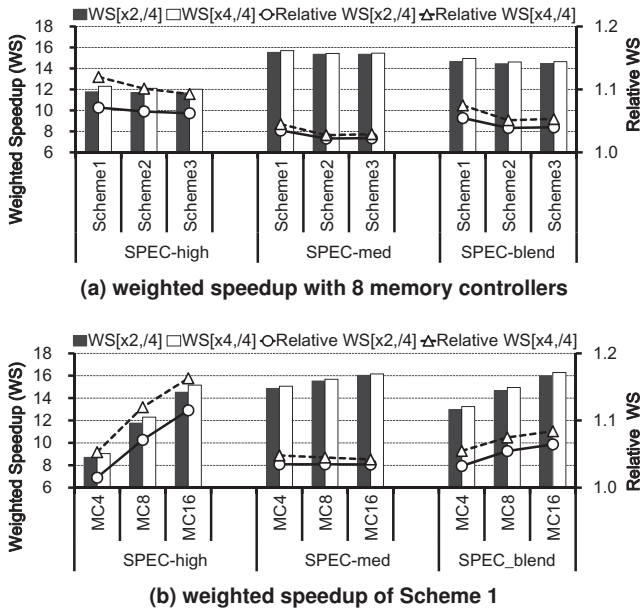 WS[x2,/4] WS[x4,/4] Relative WS[x2,/4] Relative WS[x4,/4]
Weighted Speedup (WS)
18
16
14
12
10
8
6
1.2
1.1
1.0
Relative WS
Scheme1 Scheme2 Scheme3 Scheme1 Scheme2 Scheme3 Scheme1 Scheme2 Scheme3
SPEC-high SPEC-med SPEC-blend
(a) weighted speedup with 8 memory controllers
WS[x2,/4] WS[x4,/4] Relative WS[x2,/4] Relative WS[x4,/4]
Weighted Speedup (WS)
18
16
14
12
10
8
6
1.2
1.1
1.0
Relative WS
MC4 MC8 MC16 MC4 MC8 MC16 MC4 MC8 MC16
SPEC-high SPEC-med SPEC_blend
(b) weighted speedup of Scheme 1